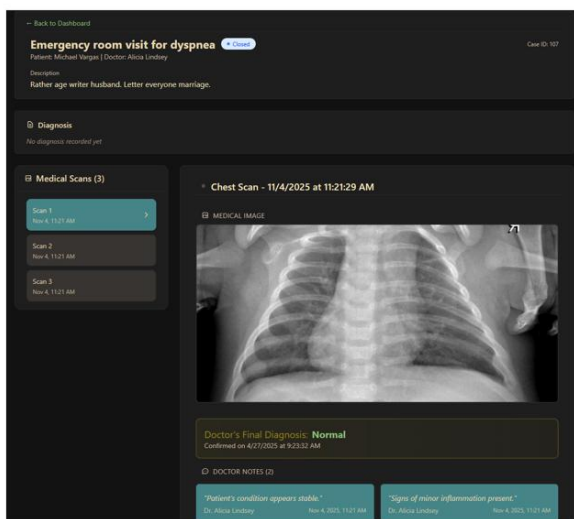 ← Back to Dashboard
Emergency room visit for dyspnea • Closed
Case ID: 107
Patient: Michael Vargas | Doctor: Alicia Lindsey
Description
Rather age writer husband. Letter everyone marriage.
Diagnosis
No diagnosis recorded yet
Medical Scans (3)
Scan 1
Nov 4, 11:21 AM
Scan 2
Nov 4, 11:21 AM
Scan 3
Nov 4, 11:21 AM
Chest Scan - 11/4/2025 at 11:21:29 AM
MEDICAL IMAGE
Doctor's Final Diagnosis: Normal
Confirmed on 4/27/2025 at 9:23:32 AM
DOCTOR NOTES (2)
"Patient's condition appears stable."
Dr. Alicia Lindsey Nov 4, 2025, 11:21 AM
"Signs of minor inflammation present."
Dr. Alicia Lindsey Nov 4, 2025, 11:21 AM